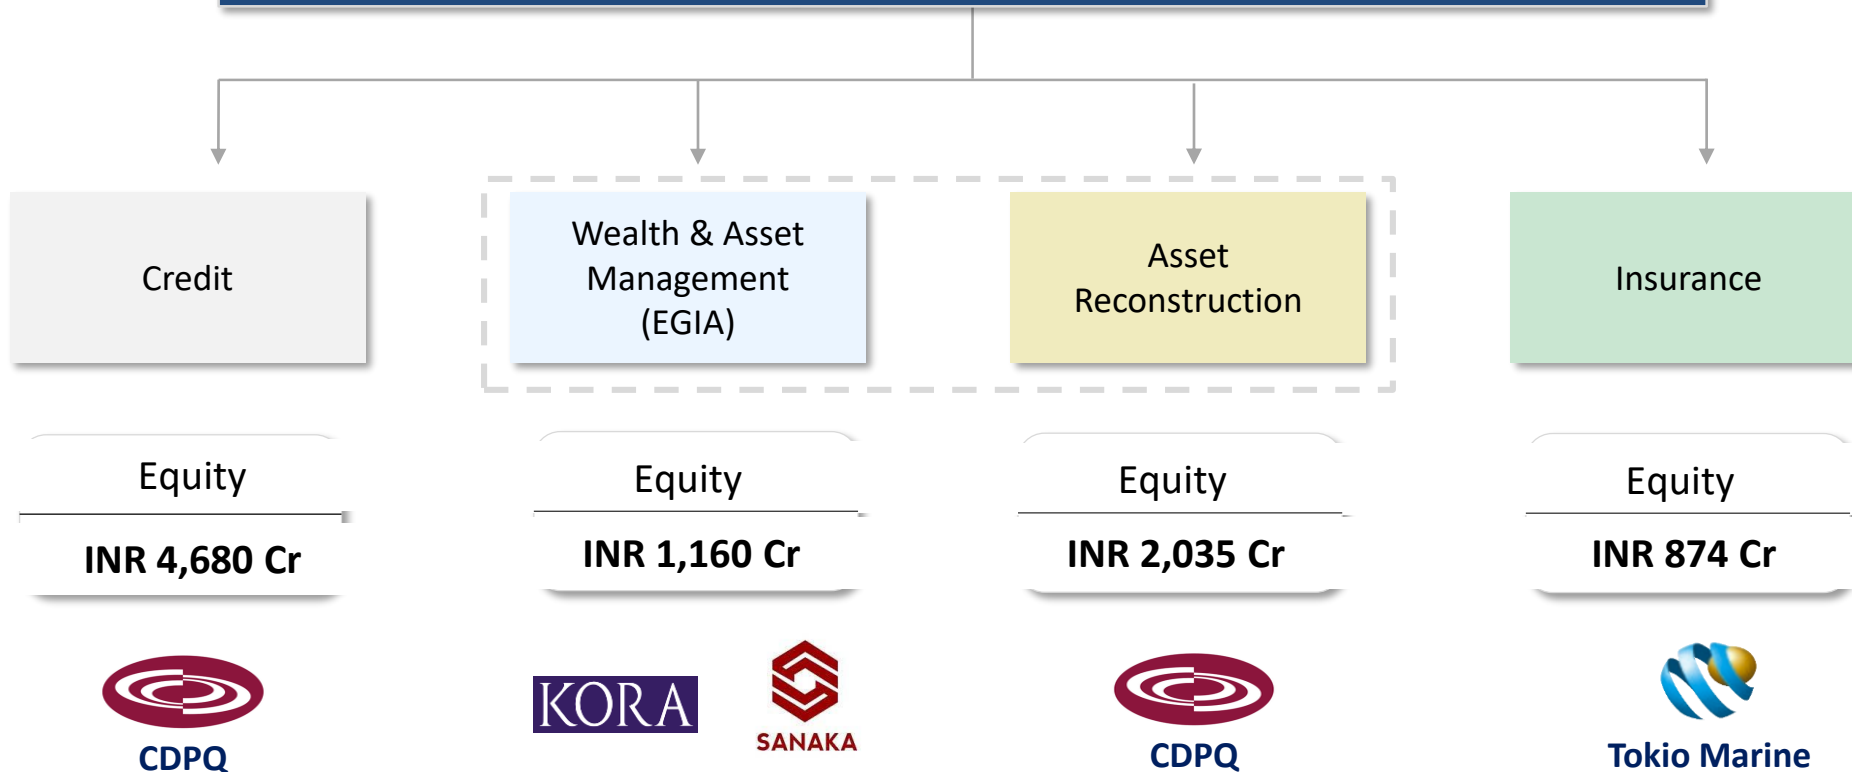 Credit
Wealth & Asset
Management
(EGIA)
Asset
Reconstruction
Insurance
Equity
INR 4,680 Cr
Equity
INR 1,160 Cr
Equity
INR 2,035 Cr
Equity
INR 874 Cr
CDPQ
KORA
SANAKA
CDPQ
Tokio Marine